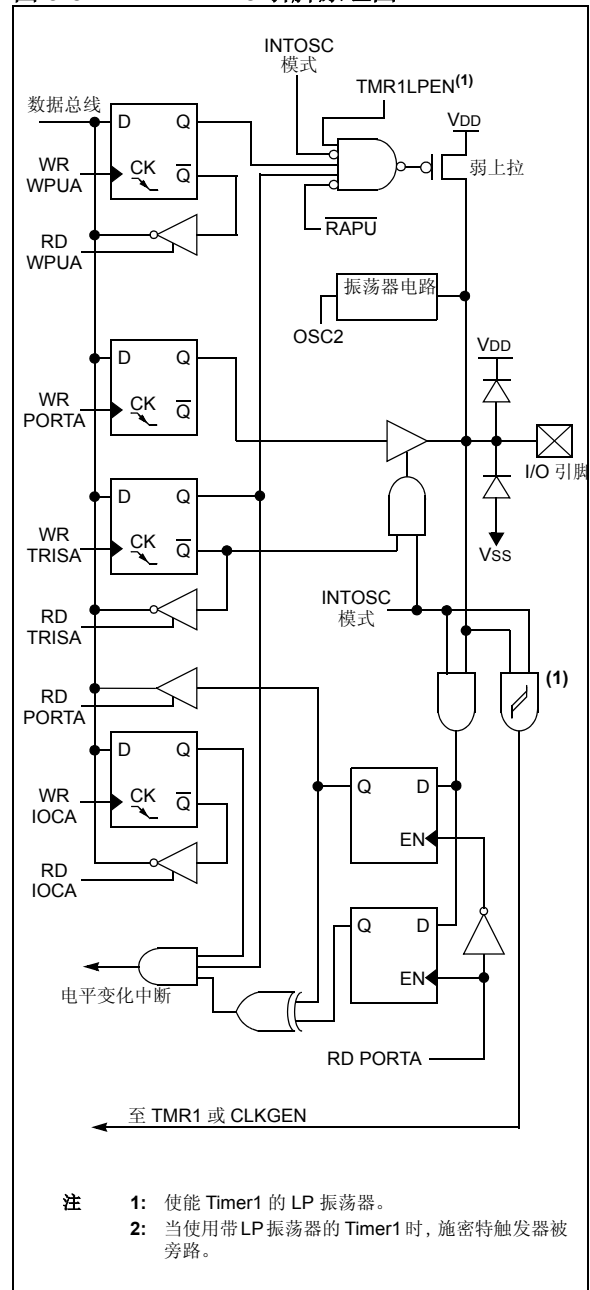 INTOSC
模式
TMR1LPEN(1)
数据总线
D Q
VDD
WR
WPUA
CK Q
弱上拉
RAPU
RD
WPUA
振荡器电路
OSC2
D Q
VDD
WR
PORTA
CK Q
I/O 引脚
D Q
WR
TRISA
CK Q
VSS
INTOSC
模式
RD
TRISA
(1)
RD
PORTA
D Q
Q D
WR
IOCA
CK Q
EN
RD
IOCA
Q D
EN
电平变化中断
RD PORTA
至 TMR1 或 CLKGEN
注 1: 使能 Timer1 的 LP 振荡器。
2: 当使用带 LP 振荡器的 Timer1 时，施密特触发器被
旁路。